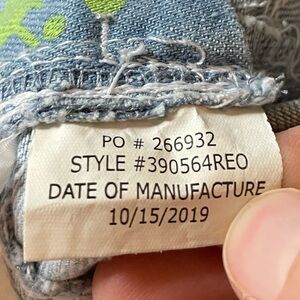 PO # 266932
STYLE #390564REO
DATE OF MANUFACTURE
10/15/2019